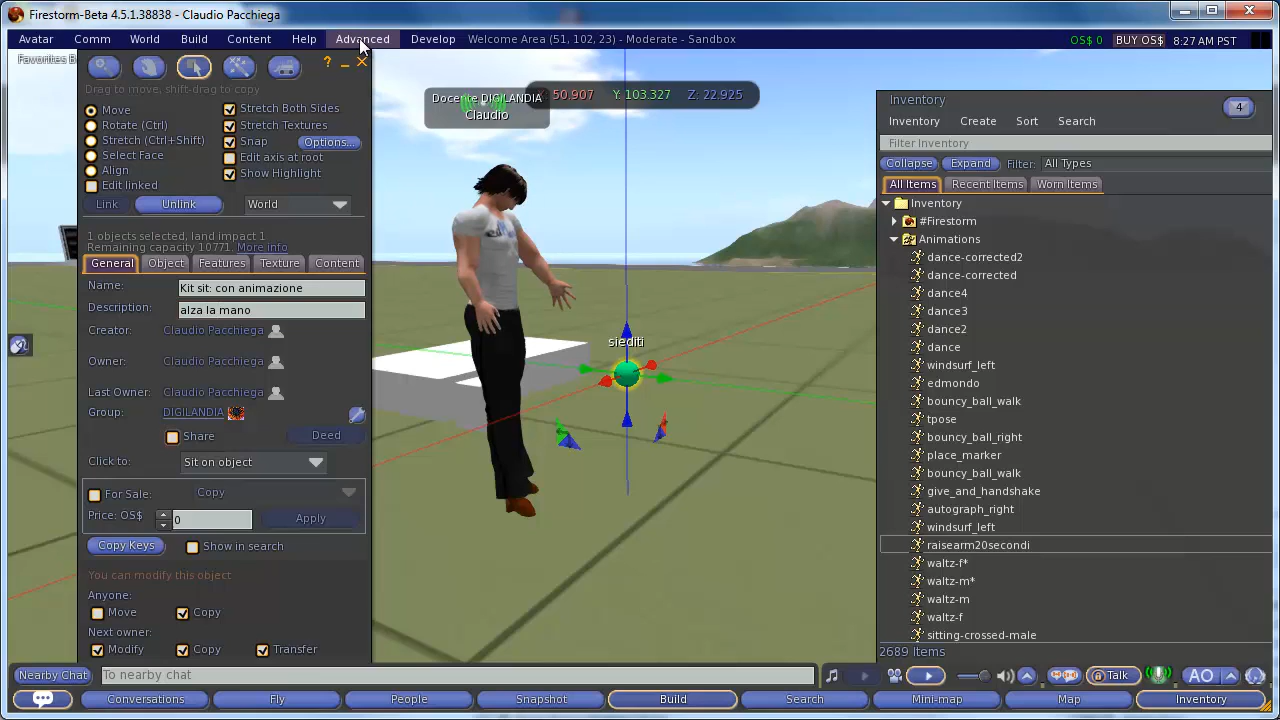 Firestorm-Beta 4.5.1.38838 - Claudio Pacchiega
Avatar Comm World Build Content Help Advanced Develop Welcome Area (51, 102, 23) - Moderate - Sandbox OS$ 0 BUY OS$ 8:27 AM PST
Favorites B
? _ X
Drag to move, shift-drag to copy
Move
Rotate (Ctrl)
Stretch (Ctrl+Shift)
Select Face
Align
Edit linked
Stretch Both Sides
Stretch Textures
Snap Options...
Edit axis at root
Show Highlight
Link Unlink World
1 objects selected, land impact 1
Remaining capacity 10771. More info
General Object Features Texture Content
Name: Kit sit: con animazione
Description: alza la mano
Creator: Claudio Pacchiega
Owner: Claudio Pacchiega
Last Owner: Claudio Pacchiega
Group: DIGILANDIA
Share Deed
Click to: Sit on object
For Sale: Copy
Price: OS$ 0 Apply
Copy Keys Show in search
You can modify this object
Anyone:
Move Copy
Next owner:
Modify Copy Transfer
Docente DIGILANDIA
Claudio
50.907 Y: 103.327 Z: 22.925
siediti
Inventory
4
Inventory Create Sort Search
Filter Inventory
Collapse Expand Filter: All Types
All Items Recent Items Worn Items
Inventory
#Firestorm
Animations
dance-corrected2
dance-corrected
dance4
dance3
dance2
dance
windsurf_left
edmondo
bouncy_ball_walk
tpose
bouncy_ball_right
place_marker
bouncy_ball_walk
give_and_handshake
autograph_right
windsurf_left
raisearm20secondi
waltz-f*
waltz-m*
waltz-m
waltz-f
sitting-crossed-male
2689 Items
Nearby Chat To nearby chat Talk AO
Conversations Fly People Snapshot Build Search Mini-map Map Inventory